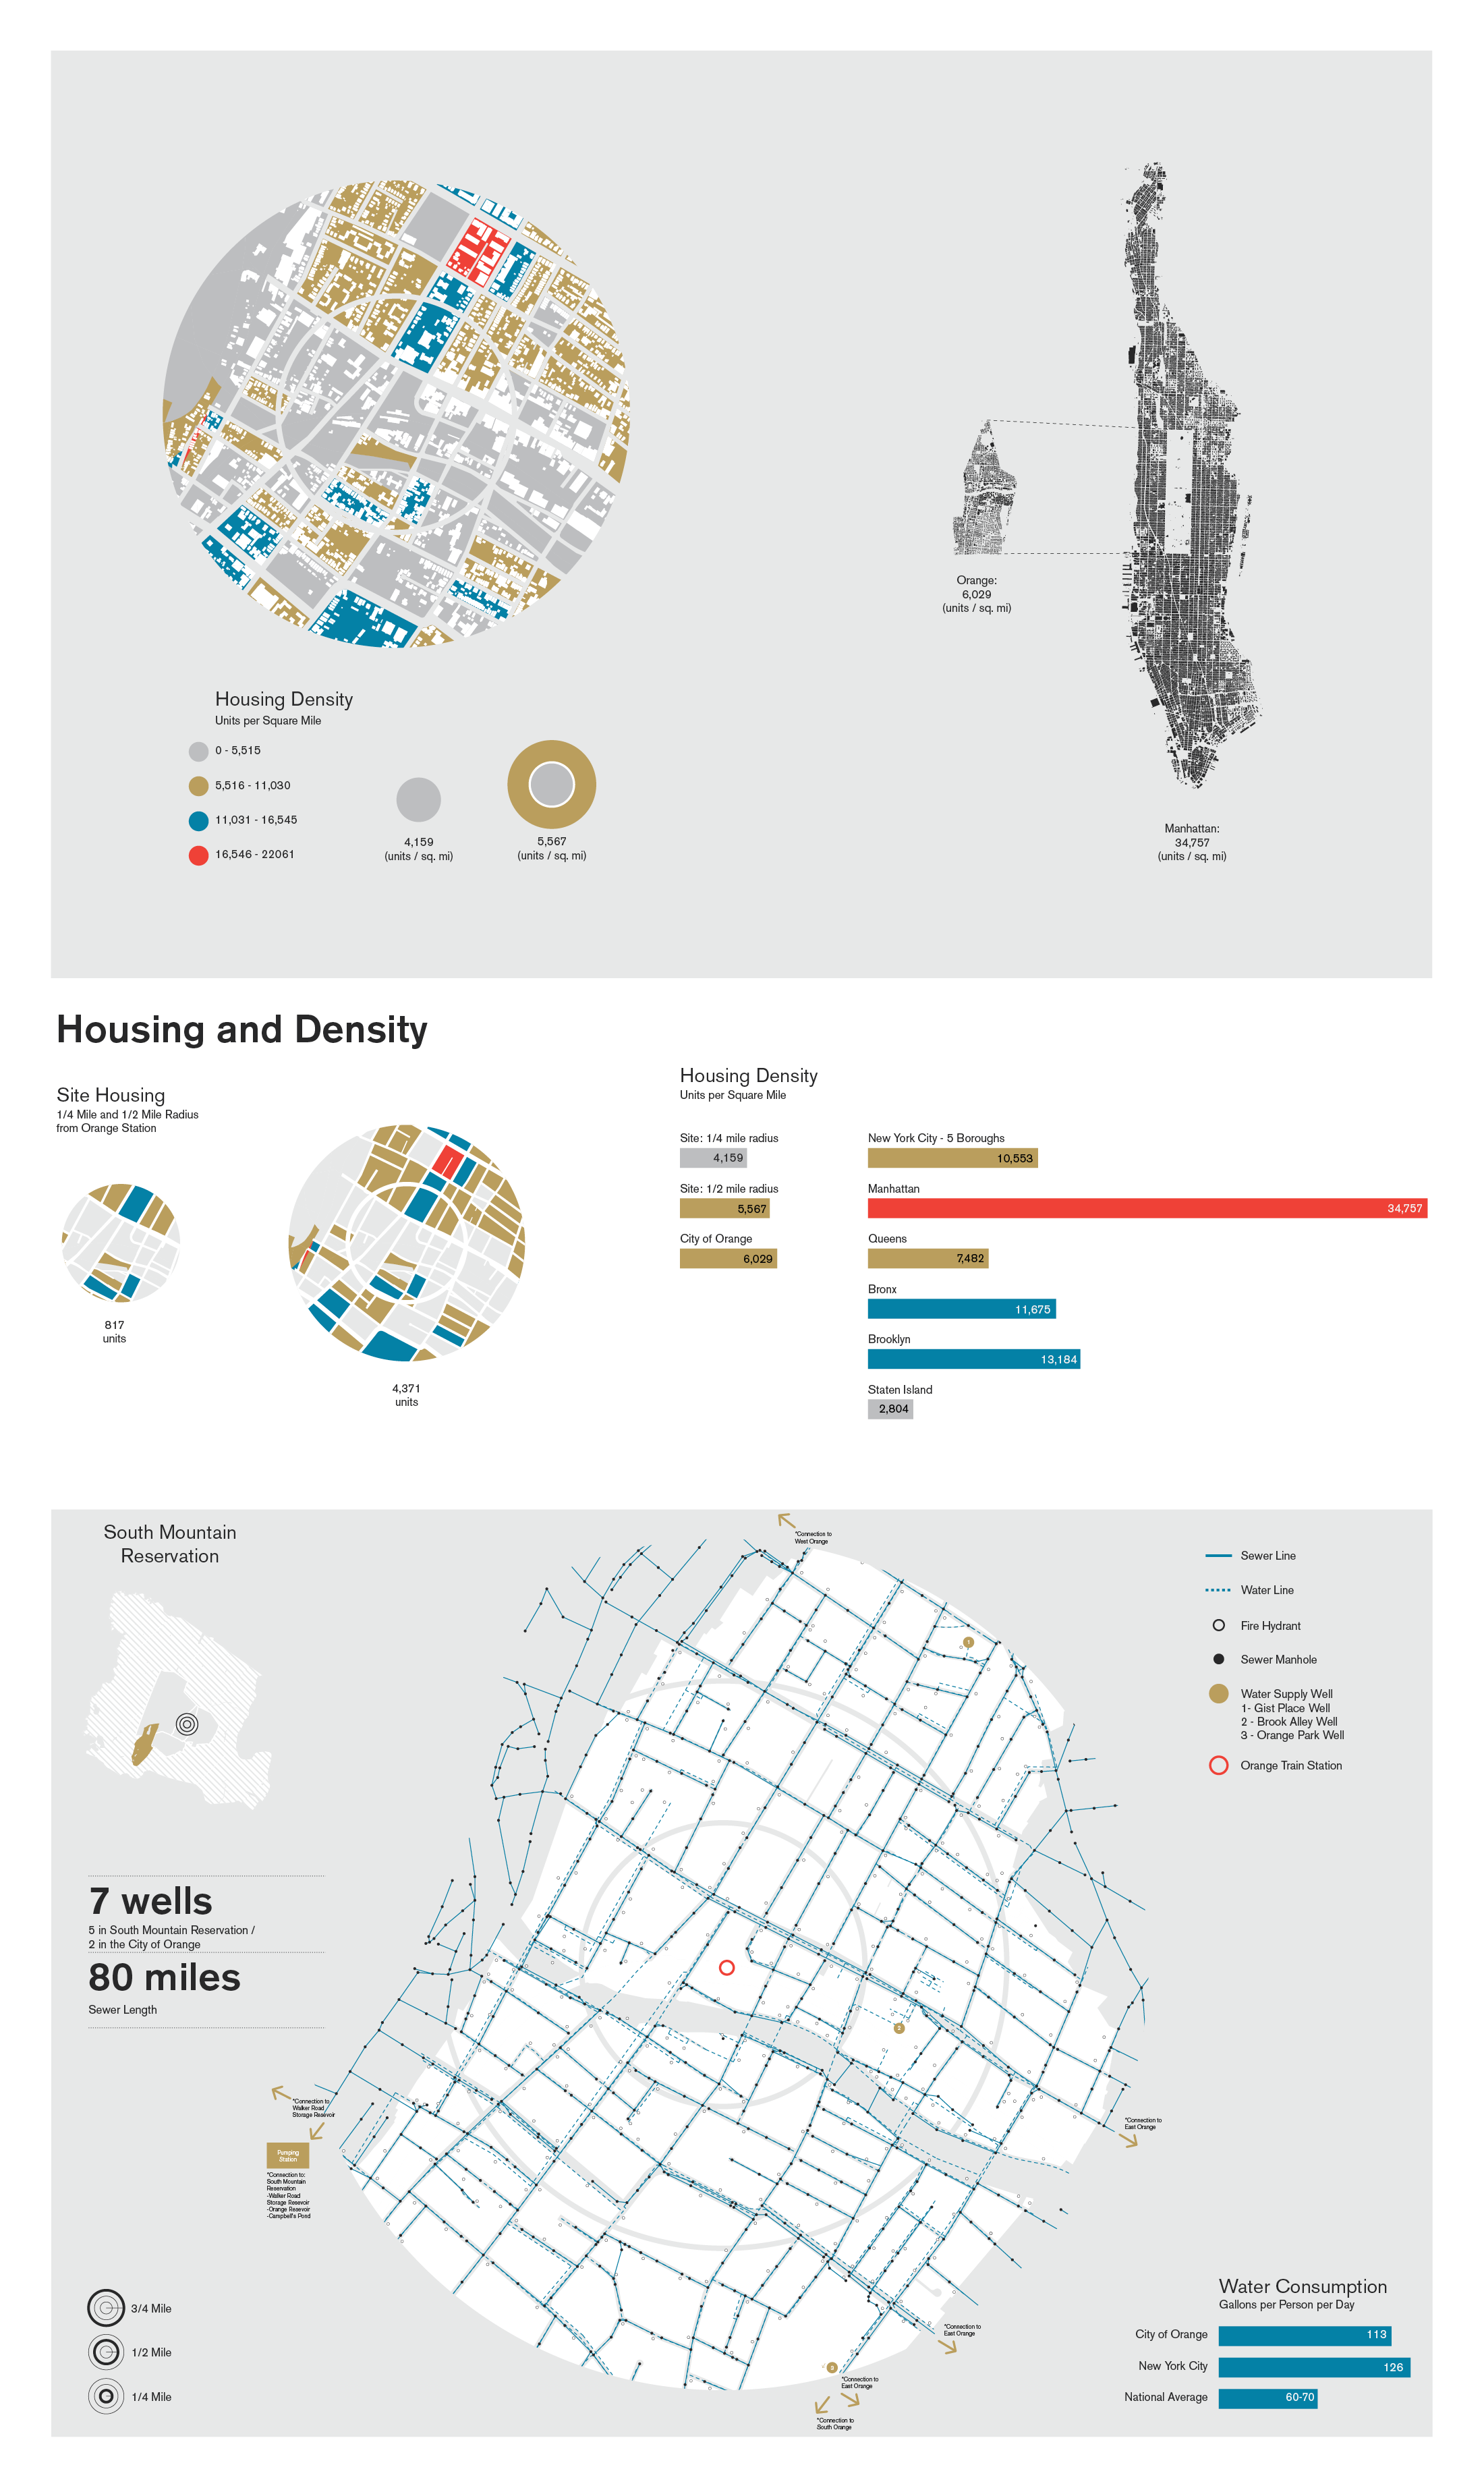 Orange:
6,029
(units / sq. mi)
Housing Density
Units per Square Mile
0 - 5,515
5,516 - 11,030
11,031 - 16,545
16,546 - 22061
4,159
(units / sq. mi)
5,567
(units / sq. mi)
Manhattan:
34,757
(units / sq. mi)
Housing and Density
Site Housing
1/4 Mile and 1/2 Mile Radius
from Orange Station
817
units
4,371
units
Housing Density
Units per Square Mile
Site: 1/4 mile radius
4,159
Site: 1/2 mile radius
5,567
City of Orange
6,029
New York City - 5 Boroughs
10,553
Manhattan
34,757
Queens
7,482
Bronx
11,675
Brooklyn
13,184
Staten Island
2,804
South Mountain
Reservation
7 wells
5 in South Mountain Reservation /
2 in the City of Orange
80 miles
Sewer Length
*Connection to
West Orange
1
2
3
Sewer Line
Water Line
Fire Hydrant
Sewer Manhole
Water Supply Well
1- Gist Place Well
2 - Brook Alley Well
3 - Orange Park Well
Orange Train Station
*Connection to
Walker Road
Storage Resevoir
Pumping
Station
*Connection to:
South Mountain
Reservation
-Walker Road
Storage Resevoir
-Orange Resevoir
-Campbell's Pond
*Connection to
East Orange
*Connection to
East Orange
*Connection to
East Orange
*Connection to
South Orange
3/4 Mile
1/2 Mile
1/4 Mile
Water Consumption
Gallons per Person per Day
City of Orange
113
New York City
126
National Average
60-70